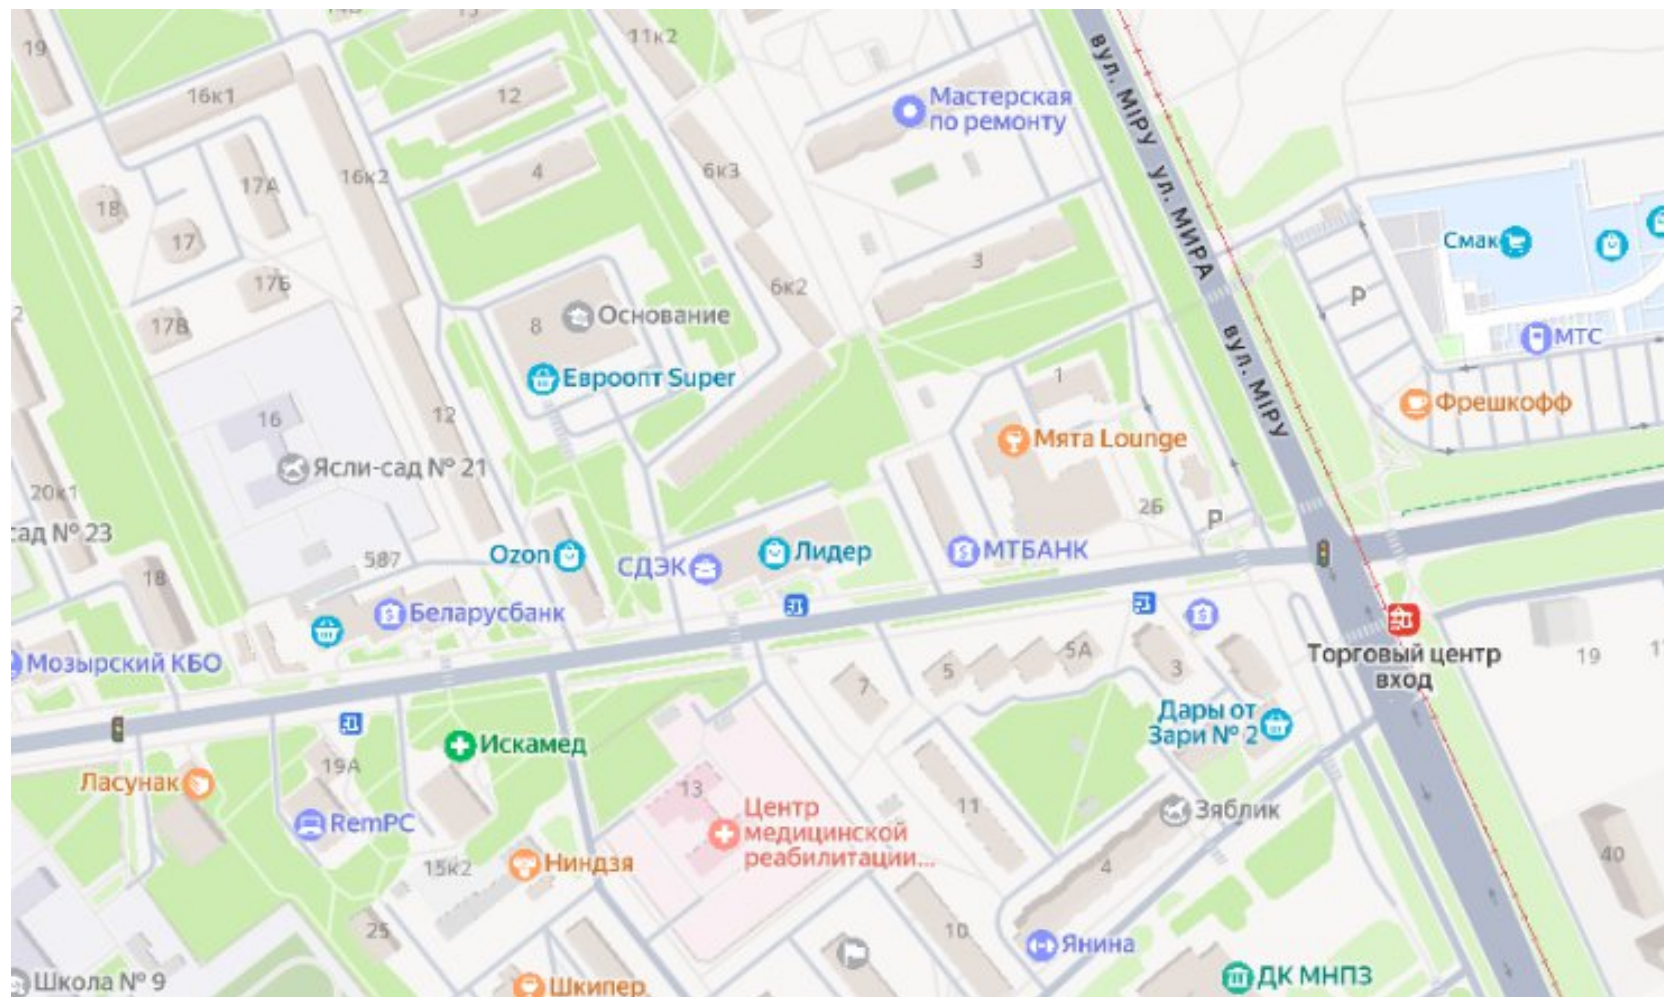 19
11к2
16к1
12
Мастерская
по ремонту
вул. МІРУ
ул. МИРА
вул. МІРУ
4
6к3
17А
16к2
18
17
3
Смак
17Б
6к2
Р
17В
8
Основание
МТС
Евроопт Super
1
Фрешкофф
16
12
Мята Lounge
Ясли-сад № 21
20к1
2Б
Р
сад № 23
587
Ozon
СДЭК
Лидер
МТБАНК
18
Беларусбанк
Мозырский КБО
5
5А
3
7
Торговый центр
вход
19
Дары от
Зари № 2
Искамед
19А
Ласунак
RemPC
13
Центр
медицинской
реабилитации...
11
Зяблик
15к2
Ниндзя
4
40
25
10
Янина
Школа № 9
Шкипер
ДК МНПЗ